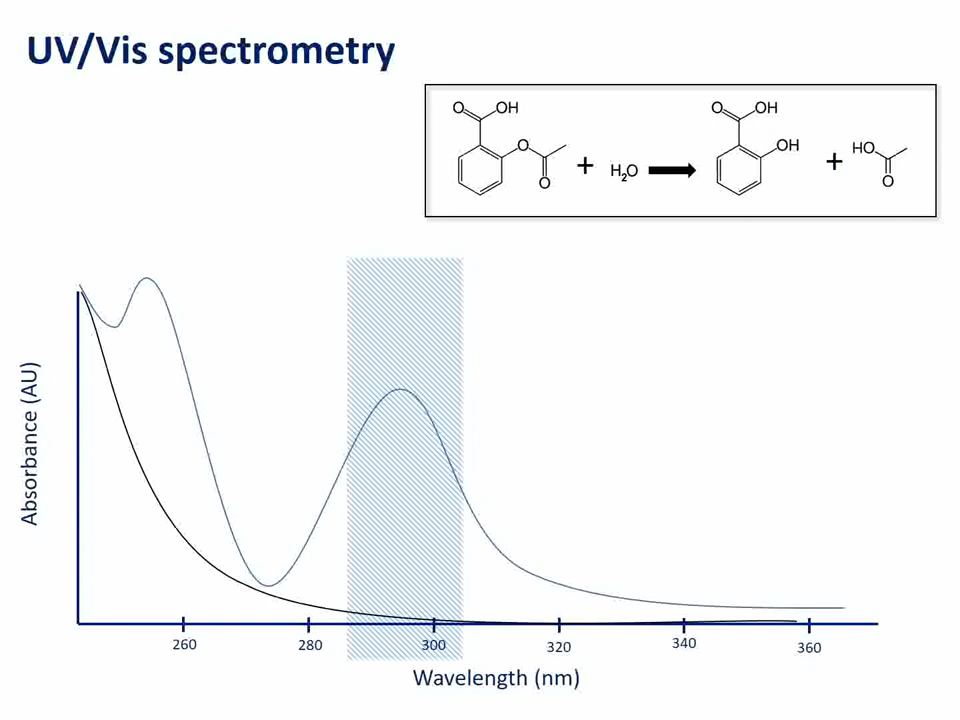 UV/Vis spectrometry
O OH O OH
O OH HO
+ H₂O +
O O
Absorbance (AU)
260 280 300 320 340 360
Wavelength (nm)